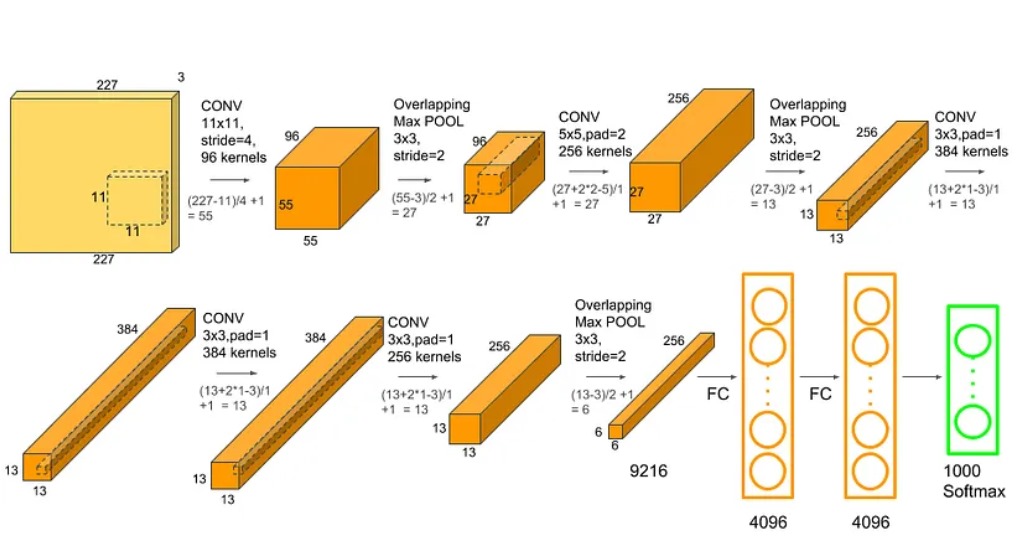 227
3
11
11
227
CONV
11x11,
stride=4,
96 kernels
(227-11)/4 +1
= 55
96
55
55
Overlapping
Max POOL
3x3,
stride=2
(55-3)/2 +1
= 27
96
27
27
CONV
5x5,pad=2
256 kernels
(27+2*2-5)/1
+1 = 27
256
27
27
Overlapping
Max POOL
3x3,
stride=2
(27-3)/2 +1
= 13
256
13
13
CONV
3x3,pad=1
384 kernels
(13+2*1-3)/1
+1 = 13
384
13
13
CONV
3x3,pad=1
384 kernels
(13+2*1-3)/1
+1 = 13
384
13
13
CONV
3x3,pad=1
256 kernels
(13+2*1-3)/1
+1 = 13
256
13
13
Overlapping
Max POOL
3x3,
stride=2
(13-3)/2 +1
= 6
256
6
6
9216
FC
4096
FC
4096
1000
Softmax